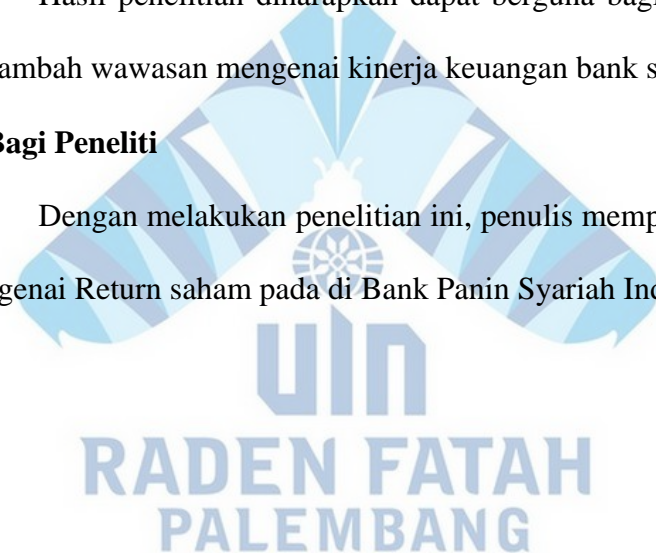 Hasil penelitian diharapkan dapat berguna bagi
ambah wawasan mengenai kinerja keuangan bank s
Bagi Peneliti
Dengan melakukan penelitian ini, penulis memp
genai Return saham pada di Bank Panin Syariah Ind
uin
RADEN FATAH
PALEMBANG